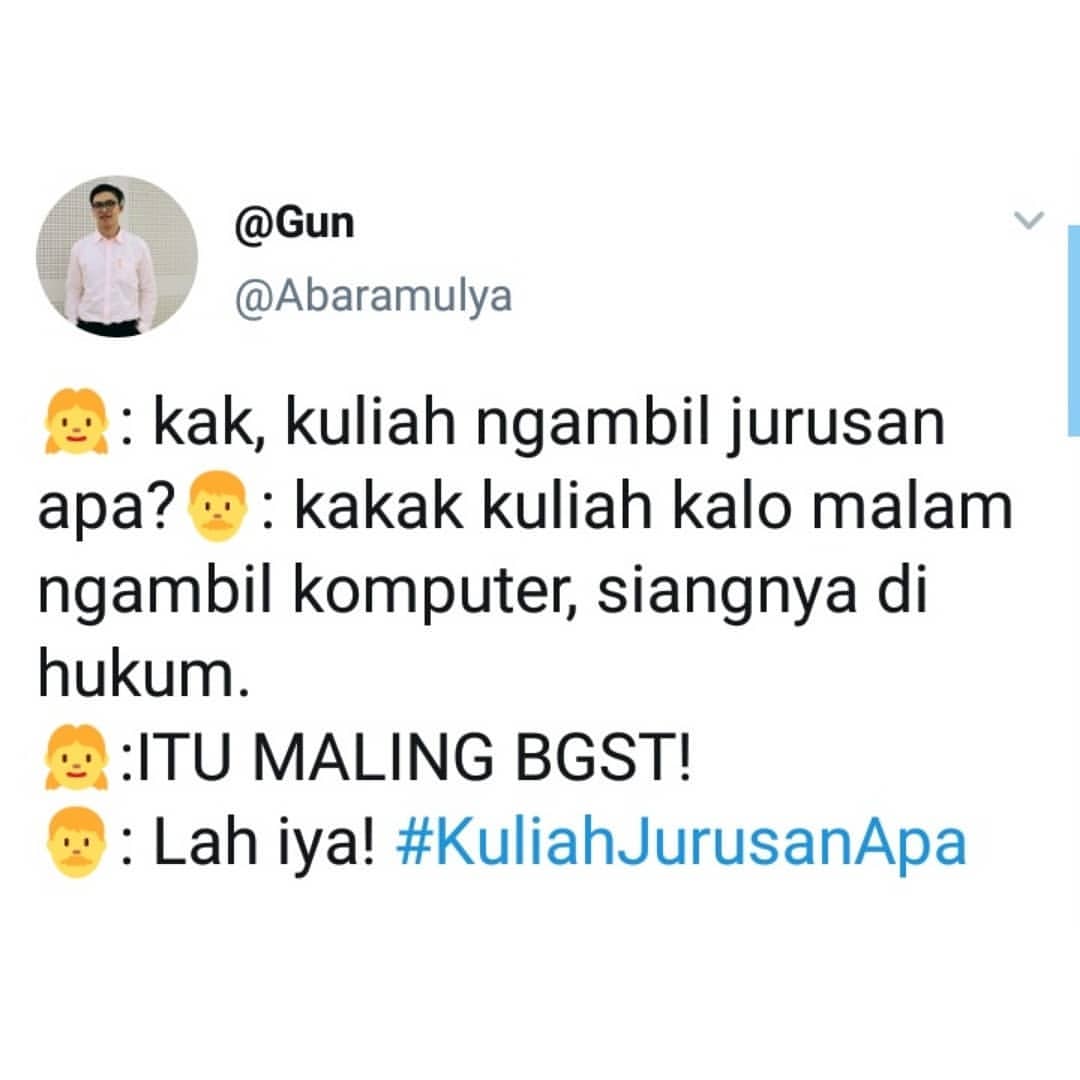 @Gun
@Abaramulya
👧: kak, kuliah ngambil jurusan
apa?👨: kakak kuliah kalo malam
ngambil komputer, siangnya di
hukum.
👧:ITU MALING BGST!
👨: Lah iya! #KuliahJurusanApa